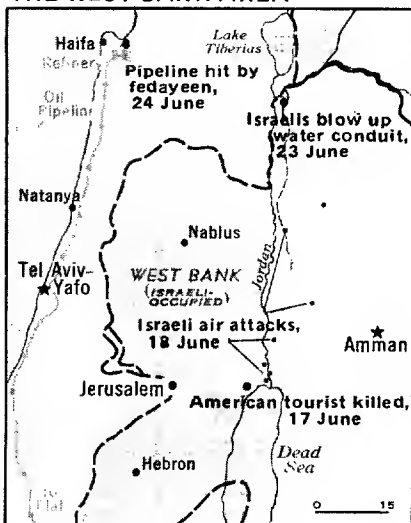 THE WEST BANK AREA
Haifa
Refinery
Lake
Tiberias
Pipeline hit by
fedayeen,
24 June
Oil
Pipeline
Israelis blow up
water conduit,
23 June
Natanya
Nablus
Tel Aviv-
Yafo
WEST BANK
(ISRAELI-
OCCUPIED)
Jordan
Israeli air attacks,
18 June
Amman
Jerusalem
American tourist killed,
17 June
Hebron
Dead
Sea
0 15